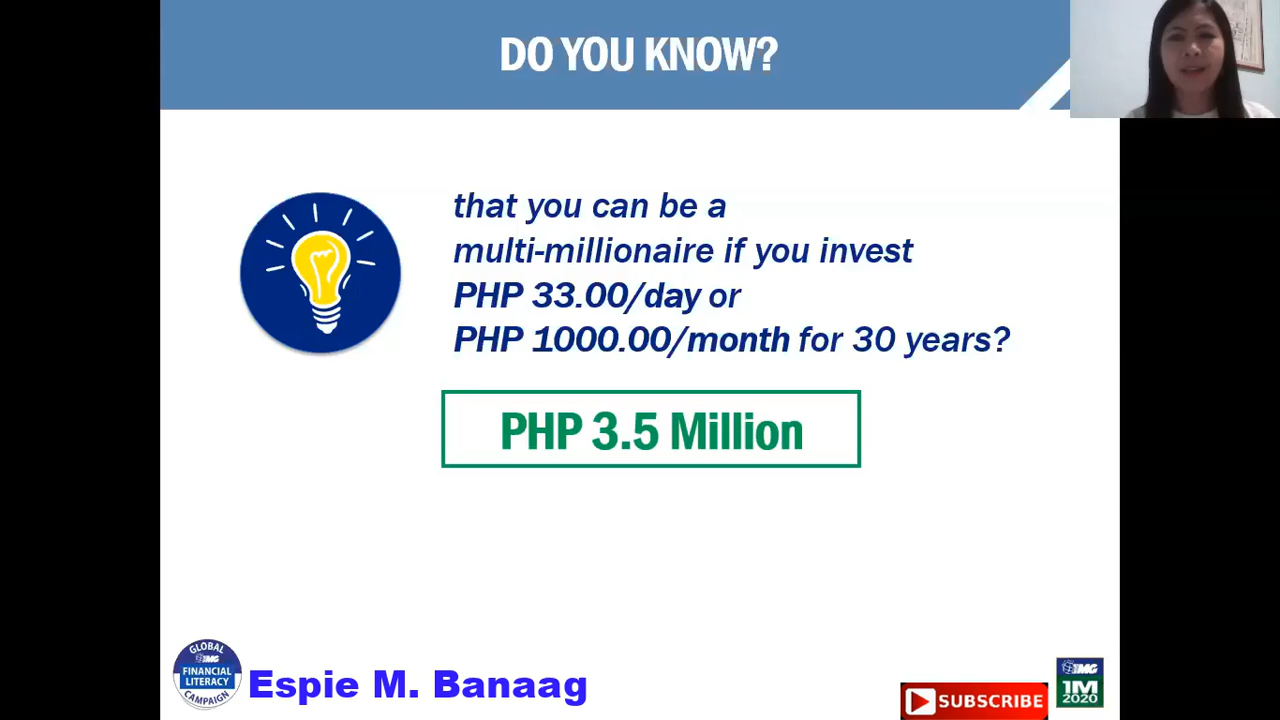 DO YOU KNOW?
that you can be a
multi-millionaire if you invest
PHP 33.00/day or
PHP 1000.00/month for 30 years?
PHP 3.5 Million
GLOBAL
IMG
FINANCIAL
LITERACY
CAMPAIGN
Espie M. Banaag
SUBSCRIBE
IMG
1M
2020